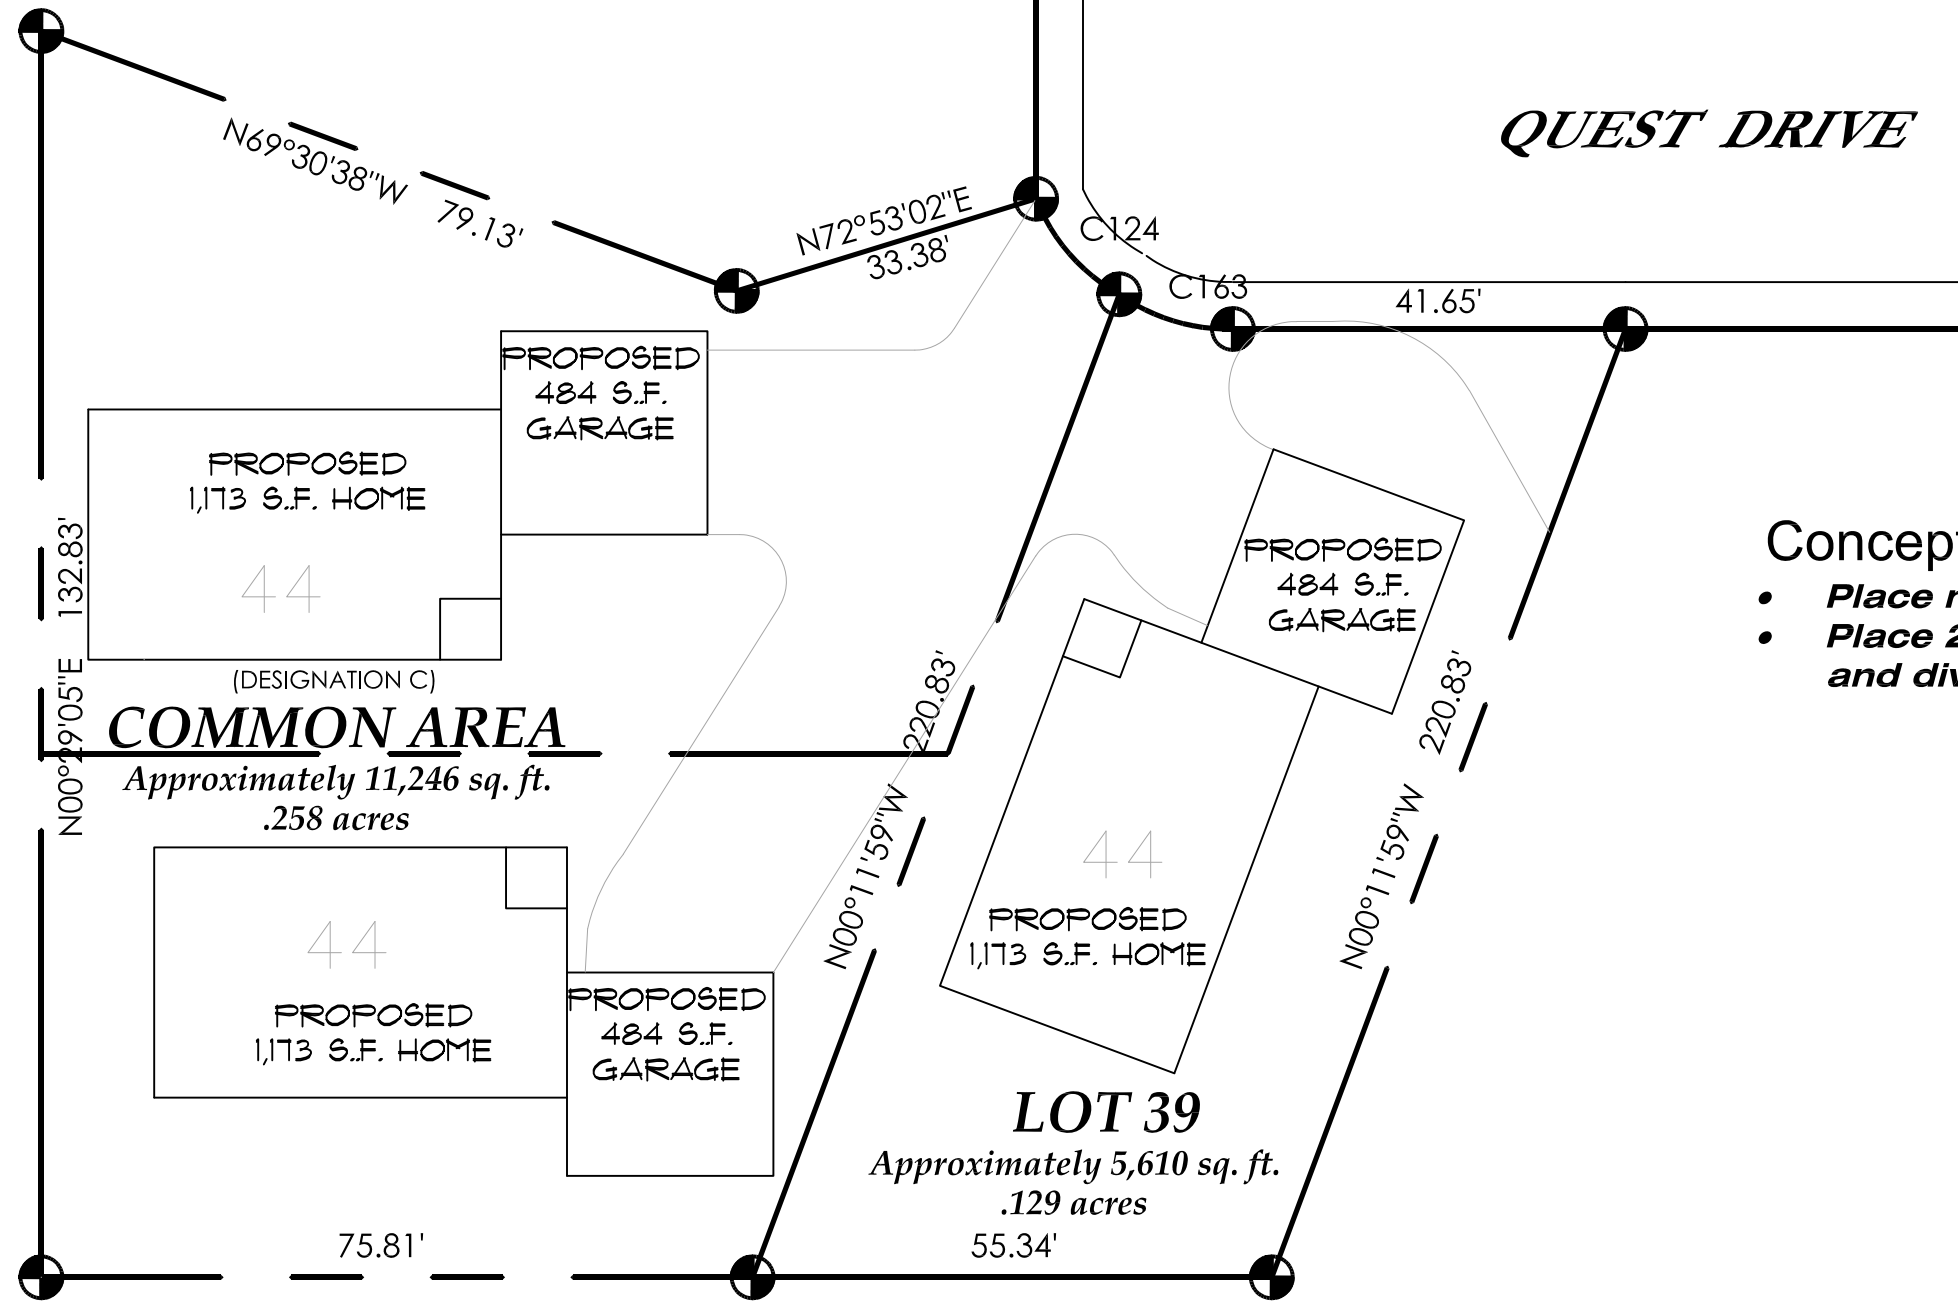 QUEST DRIVE
N69°30'38"W
79.13'
N72°53'02"E
33.38'
C124
C163
41.65'
PROPOSED
484 S.F.
GARAGE
PROPOSED
1,173 S.F. HOME
44
(DESIGNATION C)
COMMON AREA
Approximately 11,246 sq. ft.
.258 acres
N00°29'05"E
132.83'
44
PROPOSED
1,173 S.F. HOME
PROPOSED
484 S.F.
GARAGE
75.81'
N00°11'59"W
220.83'
PROPOSED
484 S.F.
GARAGE
44
PROPOSED
1,173 S.F. HOME
LOT 39
Approximately 5,610 sq. ft.
.129 acres
55.34'
N00°11'59"W
220.83'
• Place
• Place 2
and